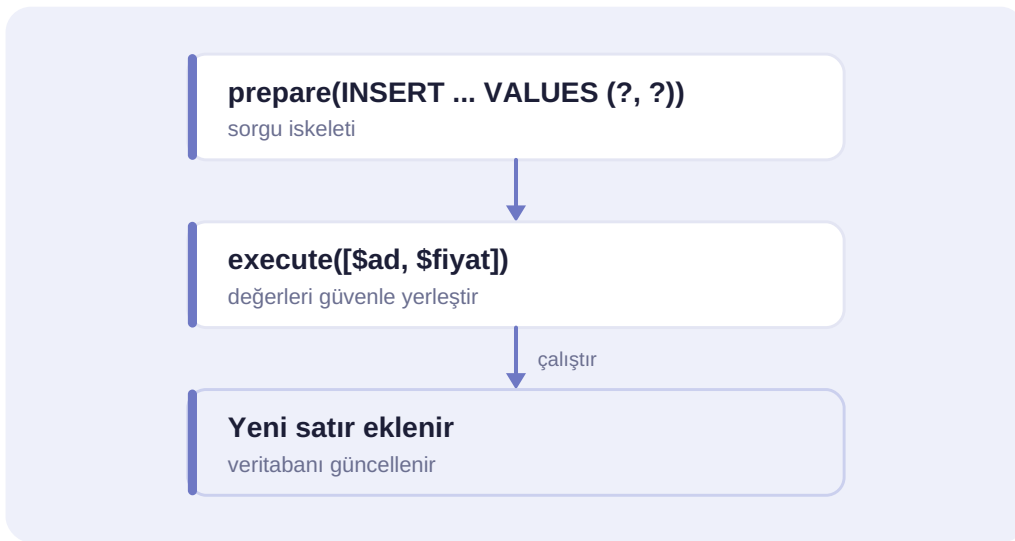 prepare(INSERT ... VALUES (?, ?))
sorgu iskeleti
execute([$ad, $fiyat])
değerleri güvenle yerleştir
çalıştır
Yeni satır eklenir
veritabanı güncellenir